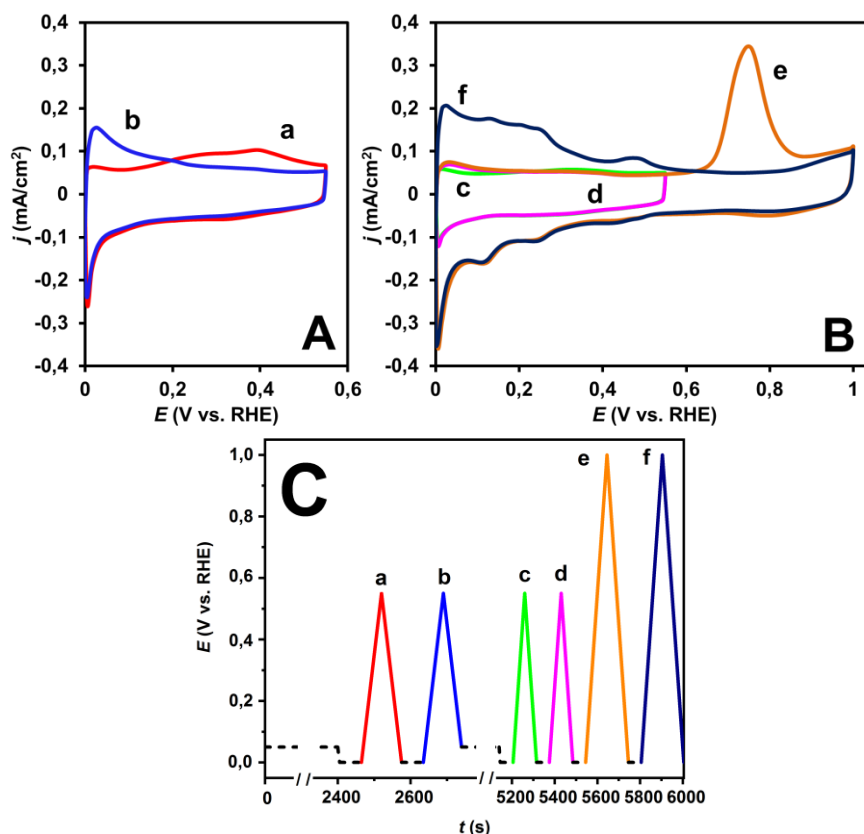 0,4
0,3
0,2
0,1
0
-0,1
-0,2
-0,3
-0,4
j (mA/cm²)
b
a
A
0 0,2 0,4 0,6
E (V vs. RHE)
0,4
0,3
0,2
0,1
0
-0,1
-0,2
-0,3
-0,4
j (mA/cm²)
e
f
c
d
B
0 0,2 0,4 0,6 0,8 1
E (V vs. RHE)
1,0
0,8
0,6
0,4
0,2
0,0
E (V vs. RHE)
C
a b c d e f
0 // 2400 2600 // 5200 5400 5600 5800 6000
t (s)